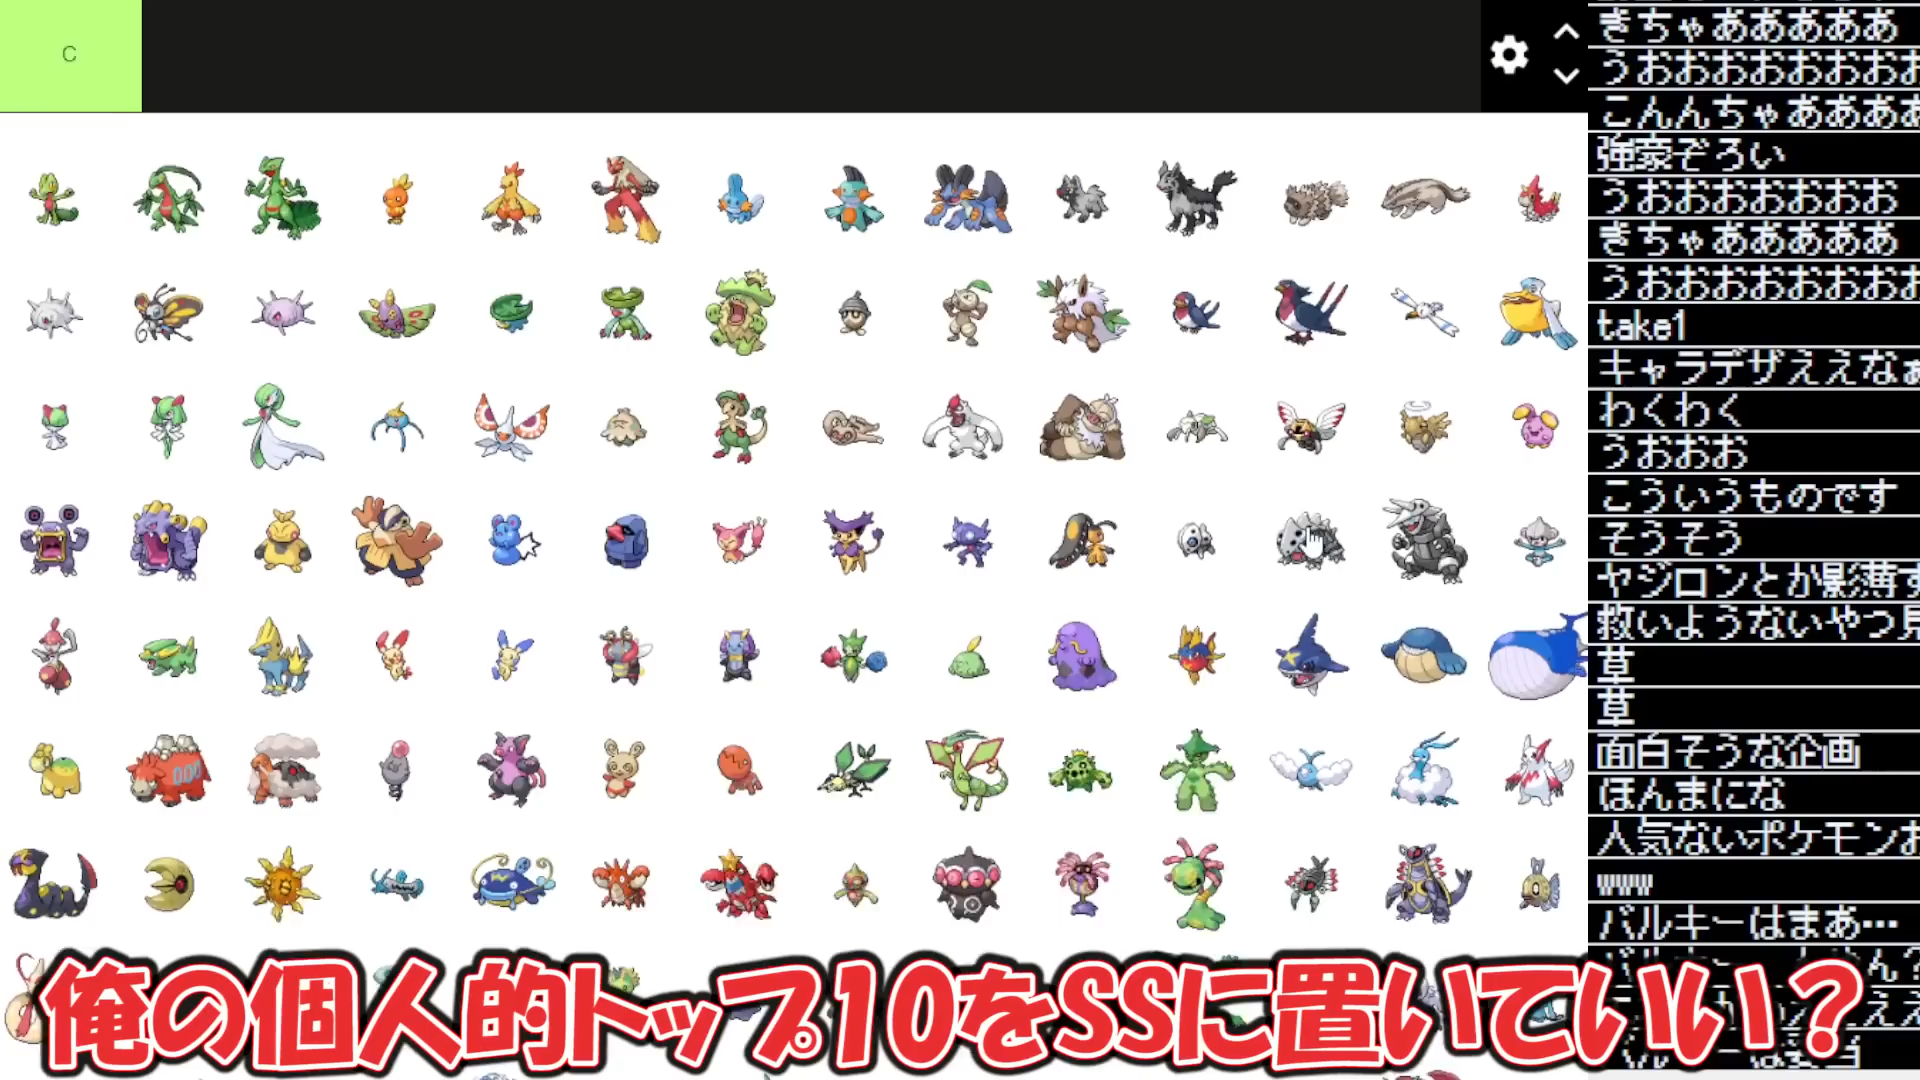 C
きちゃあああああ
うおおおおおおおお
こんんちゃああああ
強豪ぞろい
うおおおおおおお
きちゃあああああ
うおおおおおおおお
take1
キャラデザええなぁ
わくわく
うおおお
こういうものです
そうそう
ヤジロンとか影薄す
救いようないやつ見
草
草
面白そうな企画
ほんまにな
人気ないポケモンお
www
バルキーはまあ…
俺の個人的トップ10をSSに置いていい？